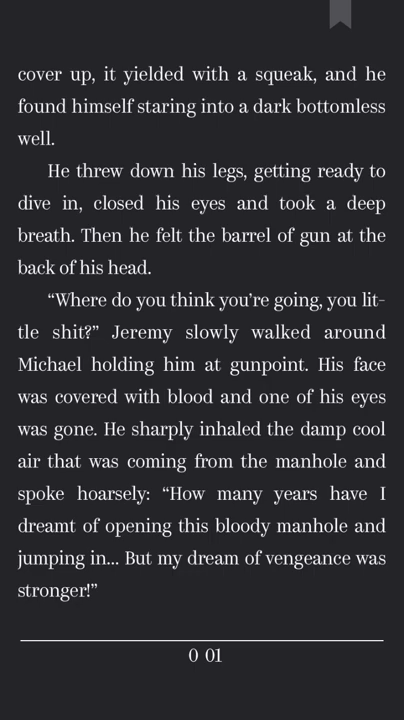 cover up, it yielded with a squeak, and he
found himself staring into a dark bottomless
well.
He threw down his legs, getting ready to
dive in, closed his eyes and took a deep
breath. Then he felt the barrel of gun at the
back of his head.
“Where do you think you’re going, you lit-
tle shit?” Jeremy slowly walked around
Michael holding him at gunpoint. His face
was covered with blood and one of his eyes
was gone. He sharply inhaled the damp cool
air that was coming from the manhole and
spoke hoarsely: “How many years have I
dreamt of opening this bloody manhole and
jumping in... But my dream of vengeance was
stronger!”
0 01